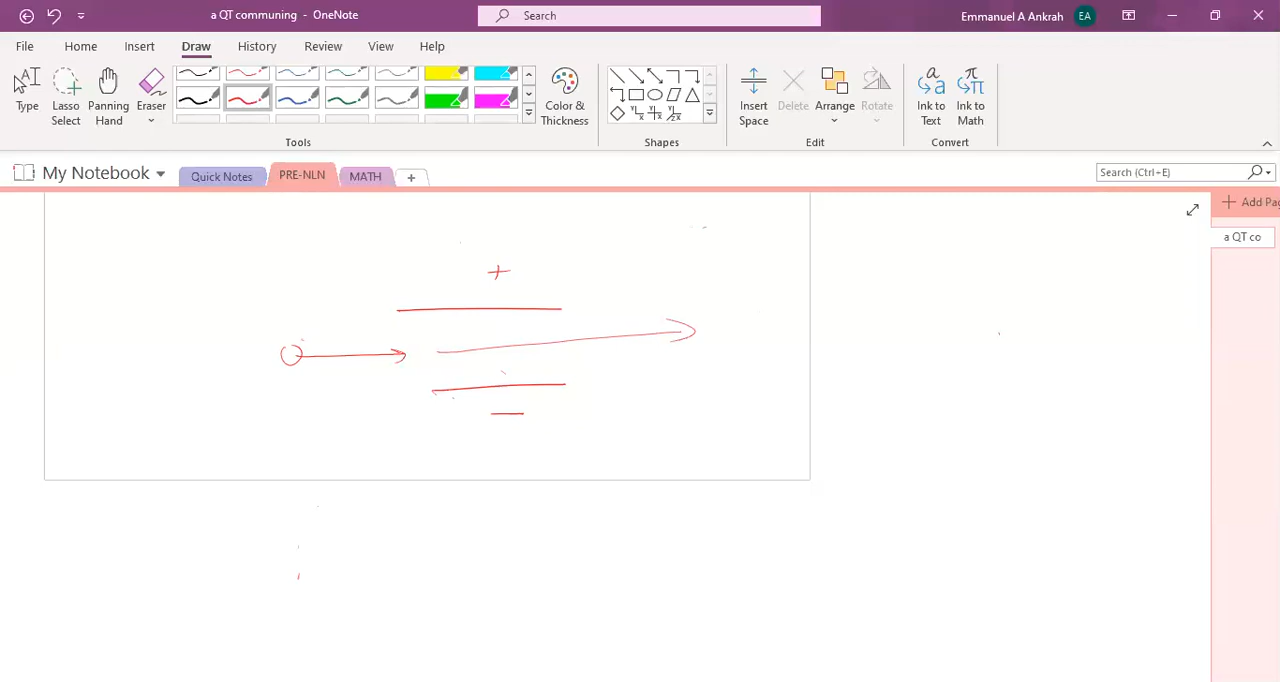 a QT communing - OneNote
Search
Emmanuel A Ankrah
EA
File Home Insert Draw History Review View Help
Type
Lasso Select
Panning Hand
Eraser
Color & Thickness
Insert Space
Delete
Arrange
Rotate
Ink to Text
Ink to Math
Tools
Shapes
Edit
Convert
My Notebook
Quick Notes
PRE-NLN
MATH
+
Search (Ctrl+E)
Add Pag
a QT co
+
−